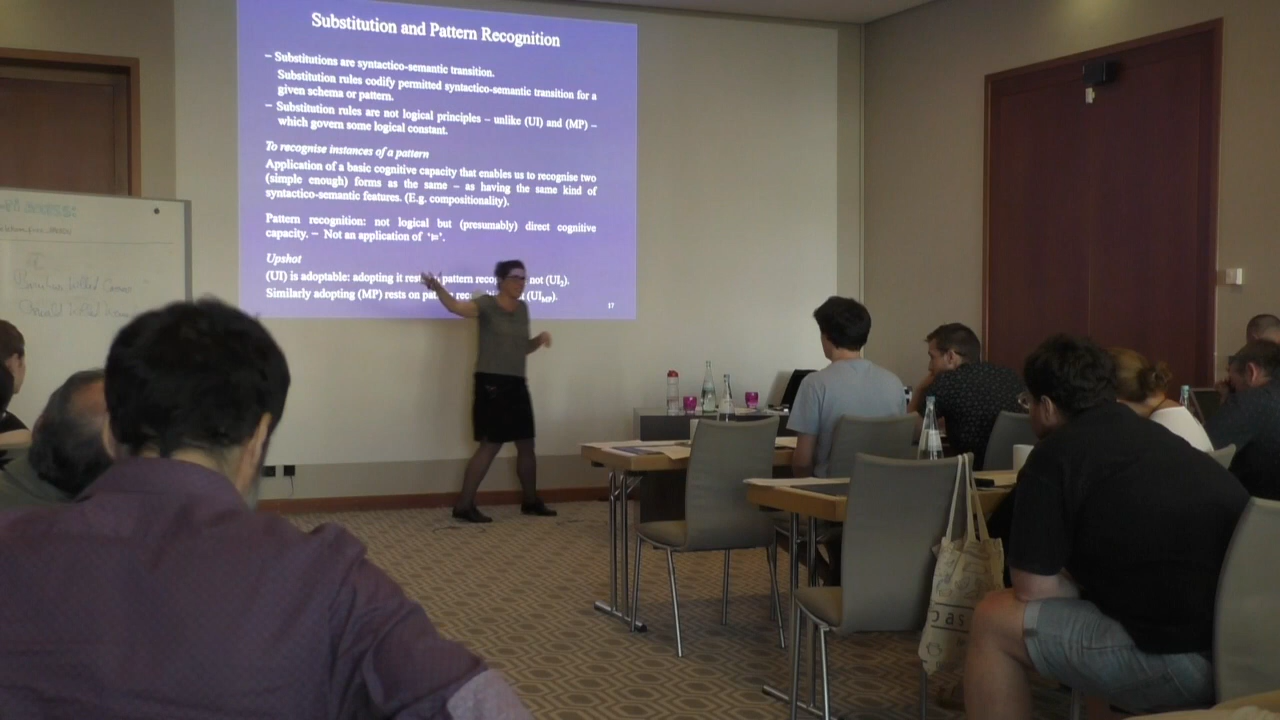 Substitution and Pattern Recognition
– Substitutions are syntactico-semantic transition.
Substitution rules codify permitted syntactico-semantic transition for a
given schema or pattern.
– Substitution rules are not logical principles – unlike (UI) and (MP) –
which govern some logical constant.
To recognise instances of a pattern
Application of a basic cognitive capacity that enables us to recognise two
(simple enough) forms as the same – as having the same kind of
syntactico-semantic features. (E.g. compositionality).
Pattern recognition: not logical but (presumably) direct cognitive
capacity. – Not an application of '⊨'.
Upshot
(UI) is adoptable: adopting it rests pattern not (UI₂).
Similarly adopting (MP) rests on (UI_MP).
17
killed
killed